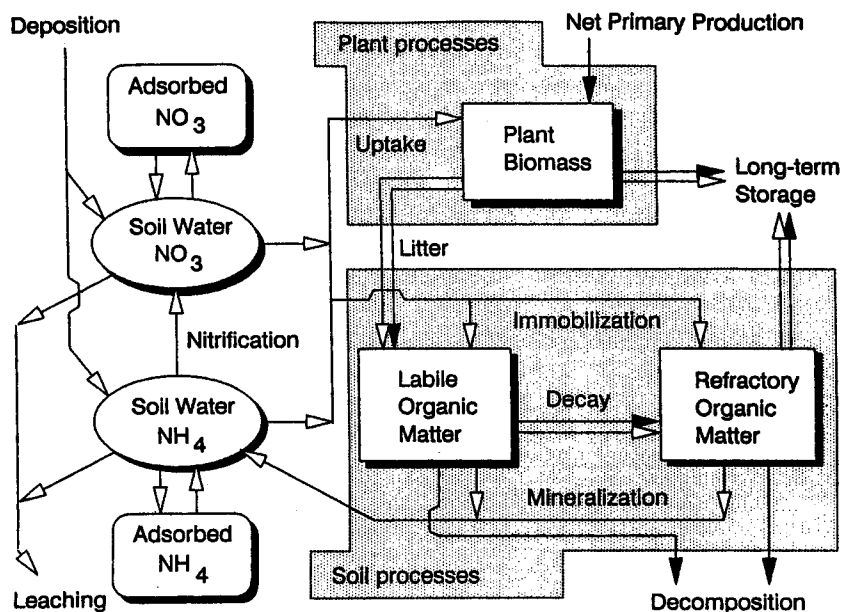 Deposition
Plant processes
Net Primary Production
Adsorbed
NO3
Uptake
Plant
Biomass
Long-term
Storage
Soil Water
NO3
Litter
Nitrification
Immobilization
Soil Water
NH4
Labile
Organic
Matter
Decay
Refractory
Organic
Matter
Mineralization
Adsorbed
NH4
Leaching
Soil processes
Decomposition